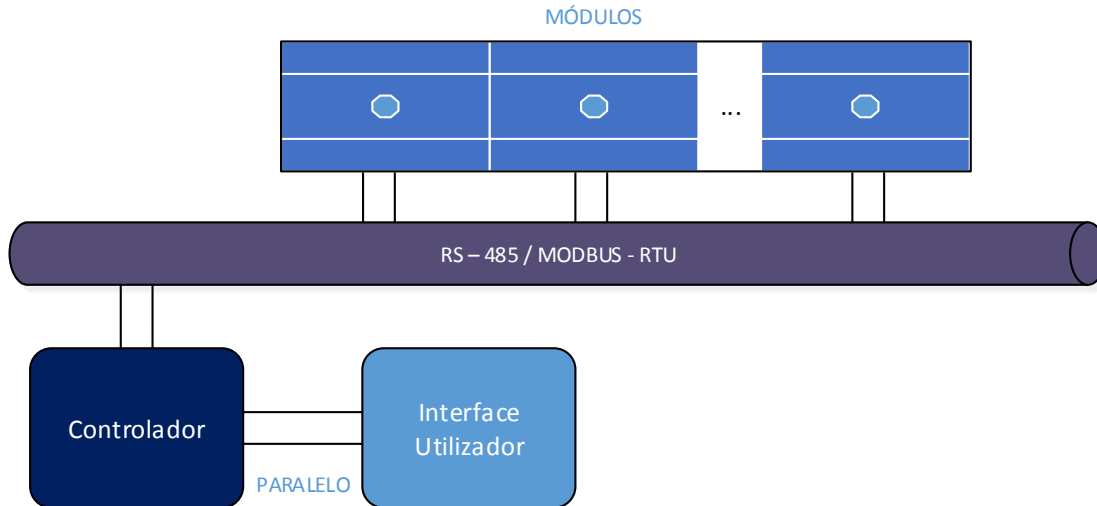 MÓDULOS
...
RS – 485 / MODBUS - RTU
Controlador
Interface
Utilizador
PARALELO